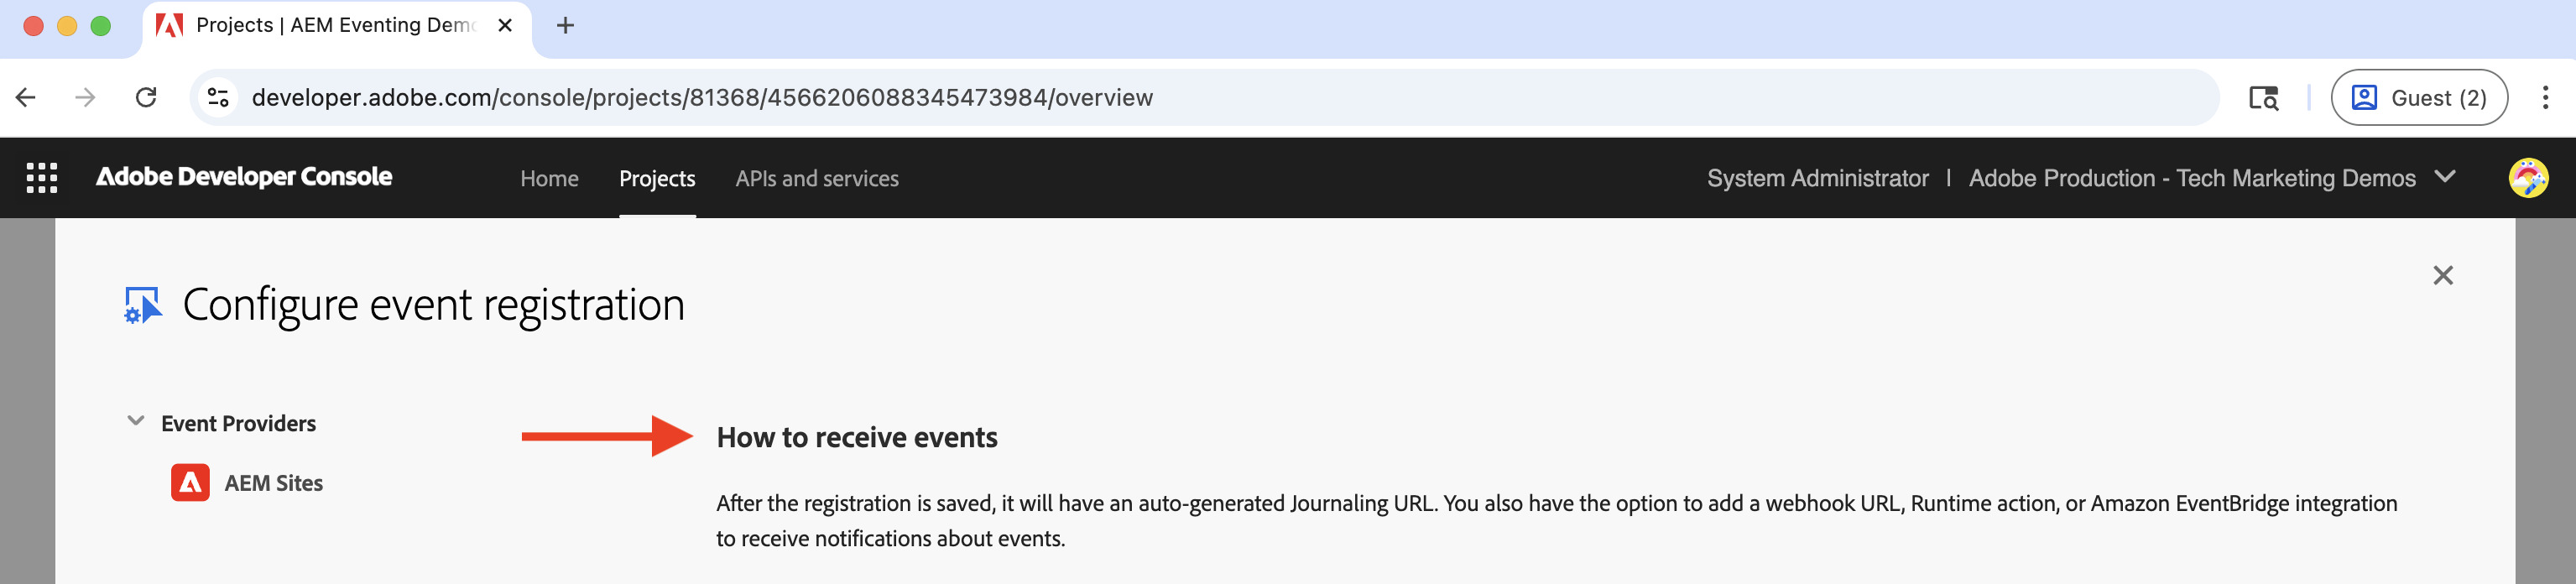 Projects | AEM Eventing Demo
developer.adobe.com/console/projects/81368/4566206088345473984/overview
Guest (2)
Adobe Developer Console
Home
Projects
APIs and services
System Administrator | Adobe Production - Tech Marketing Demos
Configure event registration
Event Providers
AEM Sites
How to receive events
After the registration is saved, it will have an auto-generated Journaling URL. You also have the option to add a webhook URL, Runtime action, or Amazon EventBridge integration
to receive notifications about events.